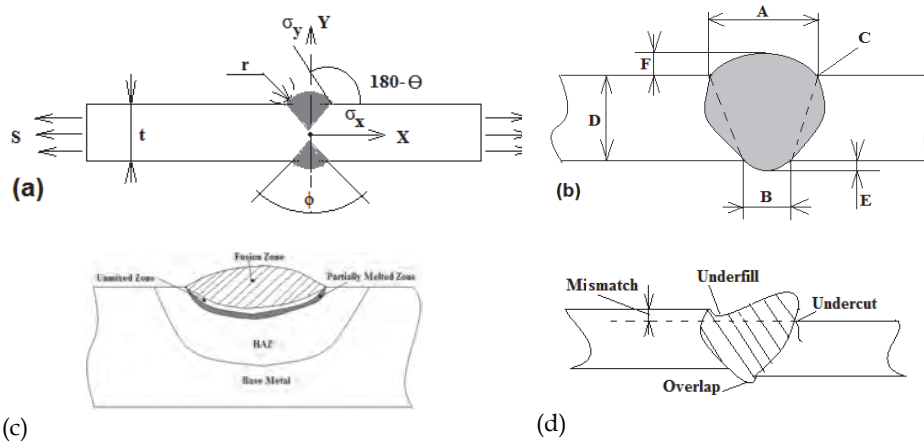 σy Y
r
180-Θ
S
t
σx
X
(a)
ϕ
A
C
F
D
(b)
B
E
Fusion Zone
Unmixed Zone
Partially Melted Zone
HAZ
Base Metal
(c)
Mismatch
Underfill
Undercut
Overlap
(d)